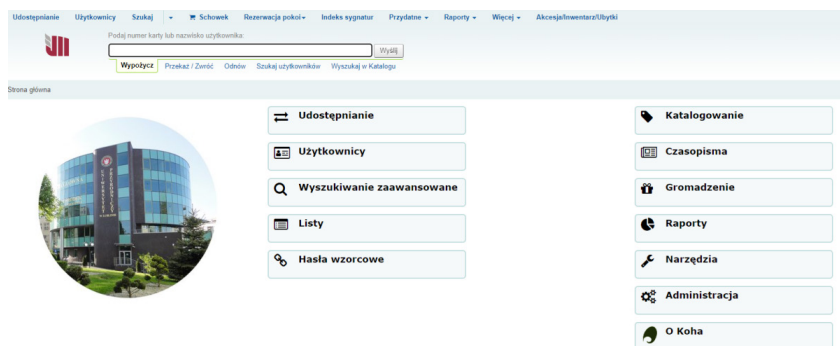 Udostępnianie Użytkownicy Szukaj Schowek Rezerwacja pokoi Indeks sygnatur Przydatne Raporty Więcej Akcesja/Inwentarz/Ubytki
Podaj numer karty lub nazwisko użytkownika:
Wyślij
Wypożycz Przekaż / Zwróć Odnów Szukaj użytkowników Wyszukaj w Katalogu
Strona główna
Udostępnianie
Użytkownicy
Wyszukiwanie zaawansowane
Listy
Hasła wzorcowe
Katalogowanie
Czasopisma
Gromadzenie
Raporty
Narzędzia
Administracja
O Koha
UNIWERSYTET
PRZYRODNICZY